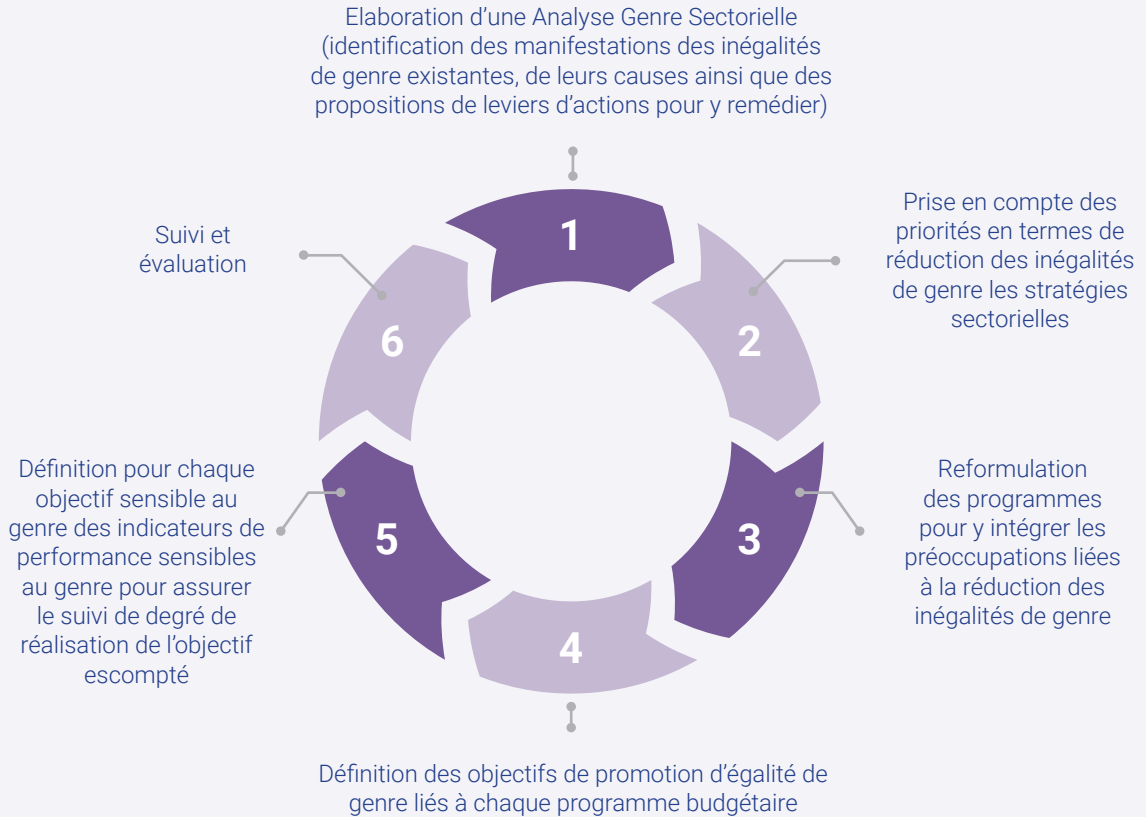 Elaboration d’une Analyse Genre Sectorielle
(identification des manifestations des inégalités
de genre existantes, de leurs causes ainsi que des
propositions de leviers d’actions pour y remédier)
1
Prise en compte des
priorités en termes de
réduction des inégalités
de genre les stratégies
sectorielles
2
Reformulation
des programmes
pour y intégrer les
préoccupations liées
à la réduction des
inégalités de genre
3
4
Définition des objectifs de promotion d’égalité de
genre liés à chaque programme budgétaire
Définition pour chaque
objectif sensible au
genre des indicateurs de
performance sensibles
au genre pour assurer
le suivi de degré de
réalisation de l’objectif
escompté
5
Suivi et
évaluation
6